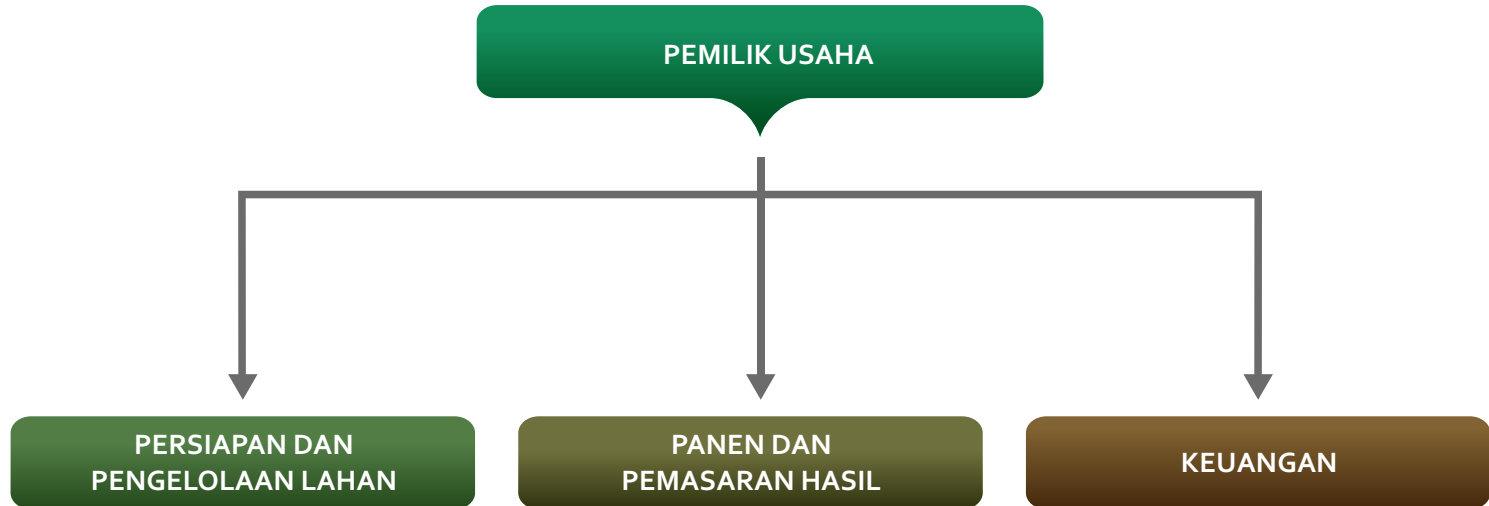 PEMILIK USAHA
PERSIAPAN DAN
PENGELOLAAN LAHAN
PANEN DAN
PEMASARAN HASIL
KEUANGAN